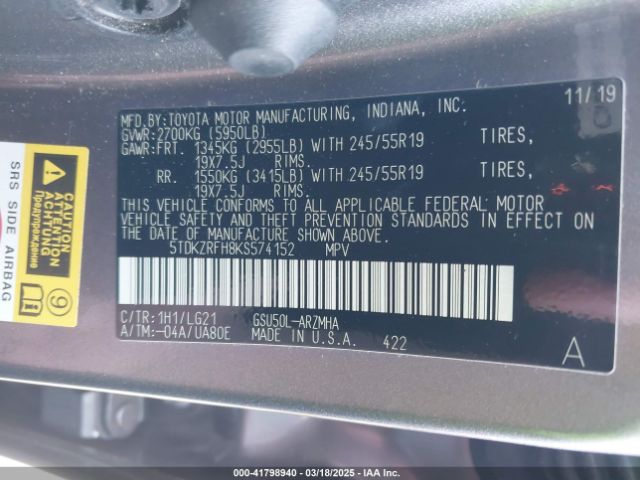 MFD. BY: TOYOTA MOTOR MANUFACTURING, INDIANA, INC. 11/19
GVWR: 2700KG (5950LB)
GAWR: FRT. 1345KG (2955LB) WITH 245/55R19 TIRES,
19X7.5J RIMS.
RR. 1550KG (3415LB) WITH 245/55R19 TIRES,
19X7.5J RIMS.
THIS VEHICLE CONFORMS TO ALL APPLICABLE FEDERAL MOTOR
VEHICLE SAFETY AND THEFT PREVENTION STANDARDS IN EFFECT ON
THE DATE OF MANUFACTURE SHOWN ABOVE.
5TDKZRFH8KS574152 MPV
C/TR: 1H1/LG21 GSU50L-ARZMHA
A/TM: -04A/UA80E MADE IN U.S.A. 422 A
SRS SIDE AIRBAG
CAUTION
ATTENTION
Предупреждение
9
000-41798940 - 03/18/2025 - IAA Inc.